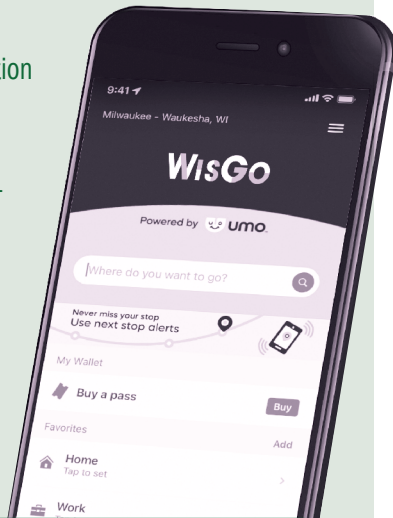 tion
9:41
Milwaukee - Waukesha, WI
WisGo
Powered by umo.
Where do you want to go?
Never miss your stop
Use next stop alerts
My Wallet
Buy a pass
Buy
Favorites
Add
Home
Tap to set
Work